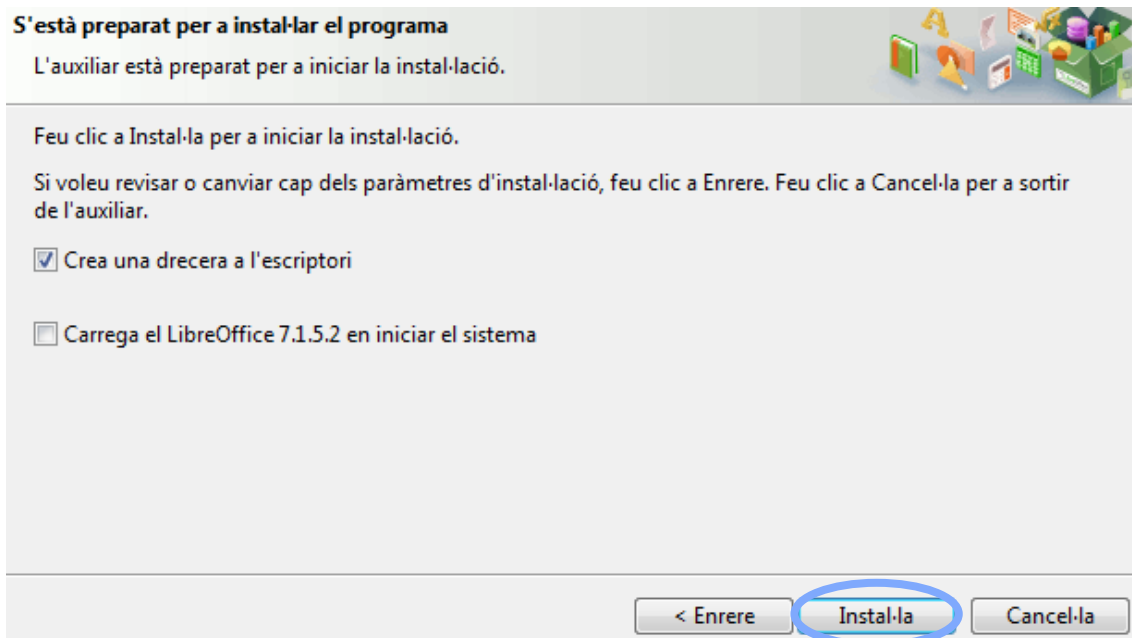 S'està preparat per a instal·lar el programa
L'auxiliar està preparat per a iniciar la instal·lació.
Feu clic a Instal·la per a iniciar la instal·lació.
Si voleu revisar o canviar cap dels paràmetres d'instal·lació, feu clic a Enrere. Feu clic a Cancel·la per a sortir
de l'auxiliar.
Crea una drecera a l'escriptori
Carrega el LibreOffice 7.1.5.2 en iniciar el sistema
< Enrere
Instal·la
Cancel·la